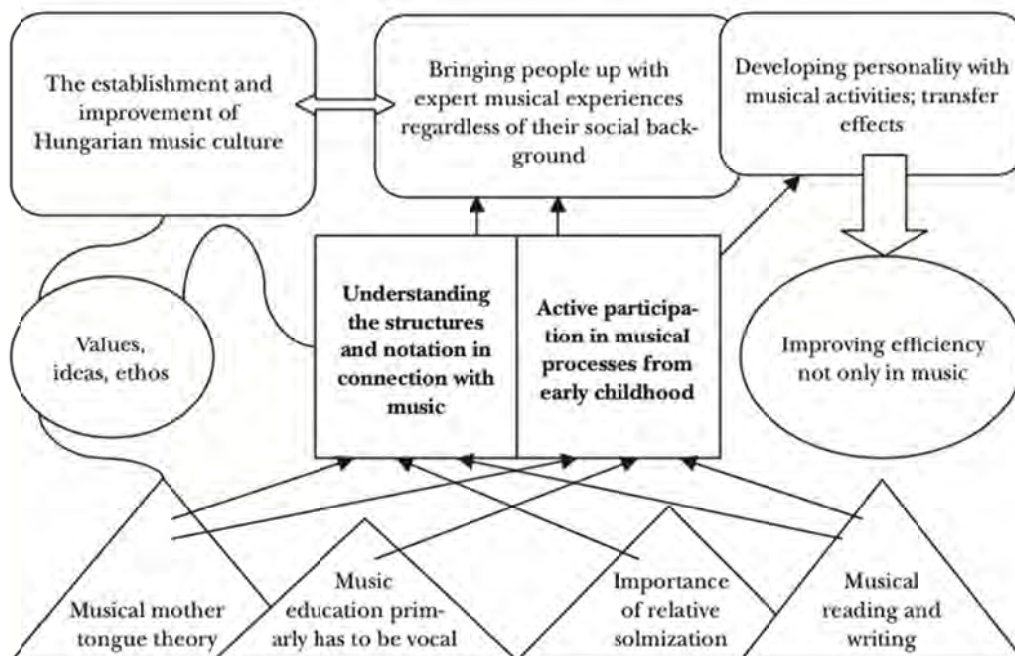 The establishment and
improvement of
Hungarian music culture
Bringing people up with
expert musical experiences
regardless of their social back-
ground
Developing personality with
musical activities; transfer
effects
Values,
ideas, ethos
Understanding
the structures
and notation in
connection with
music
Active participa-
tion in musical
processes from
early childhood
Improving efficiency
not only in music
Musical mother
tongue theory
Music
education prim-
arly has to be vocal
Importance
of relative
solmization
Musical
reading and
writing